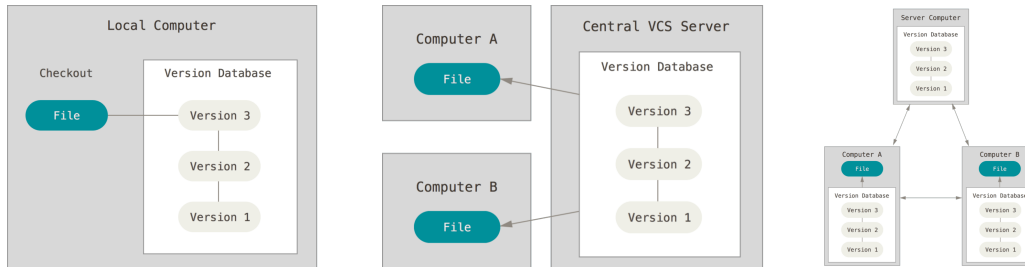 Local Computer
Checkout
Version Database
File
Version 3
Version 2
Version 1
Computer A
File
Computer B
File
Central VCS Server
Version Database
Version 3
Version 2
Version 1
Server Computer
Version Database
Version 3
Version 2
Version 1
Computer A
File
Version Database
Version 3
Version 2
Version 1
Computer B
File
Version Database
Version 3
Version 2
Version 1